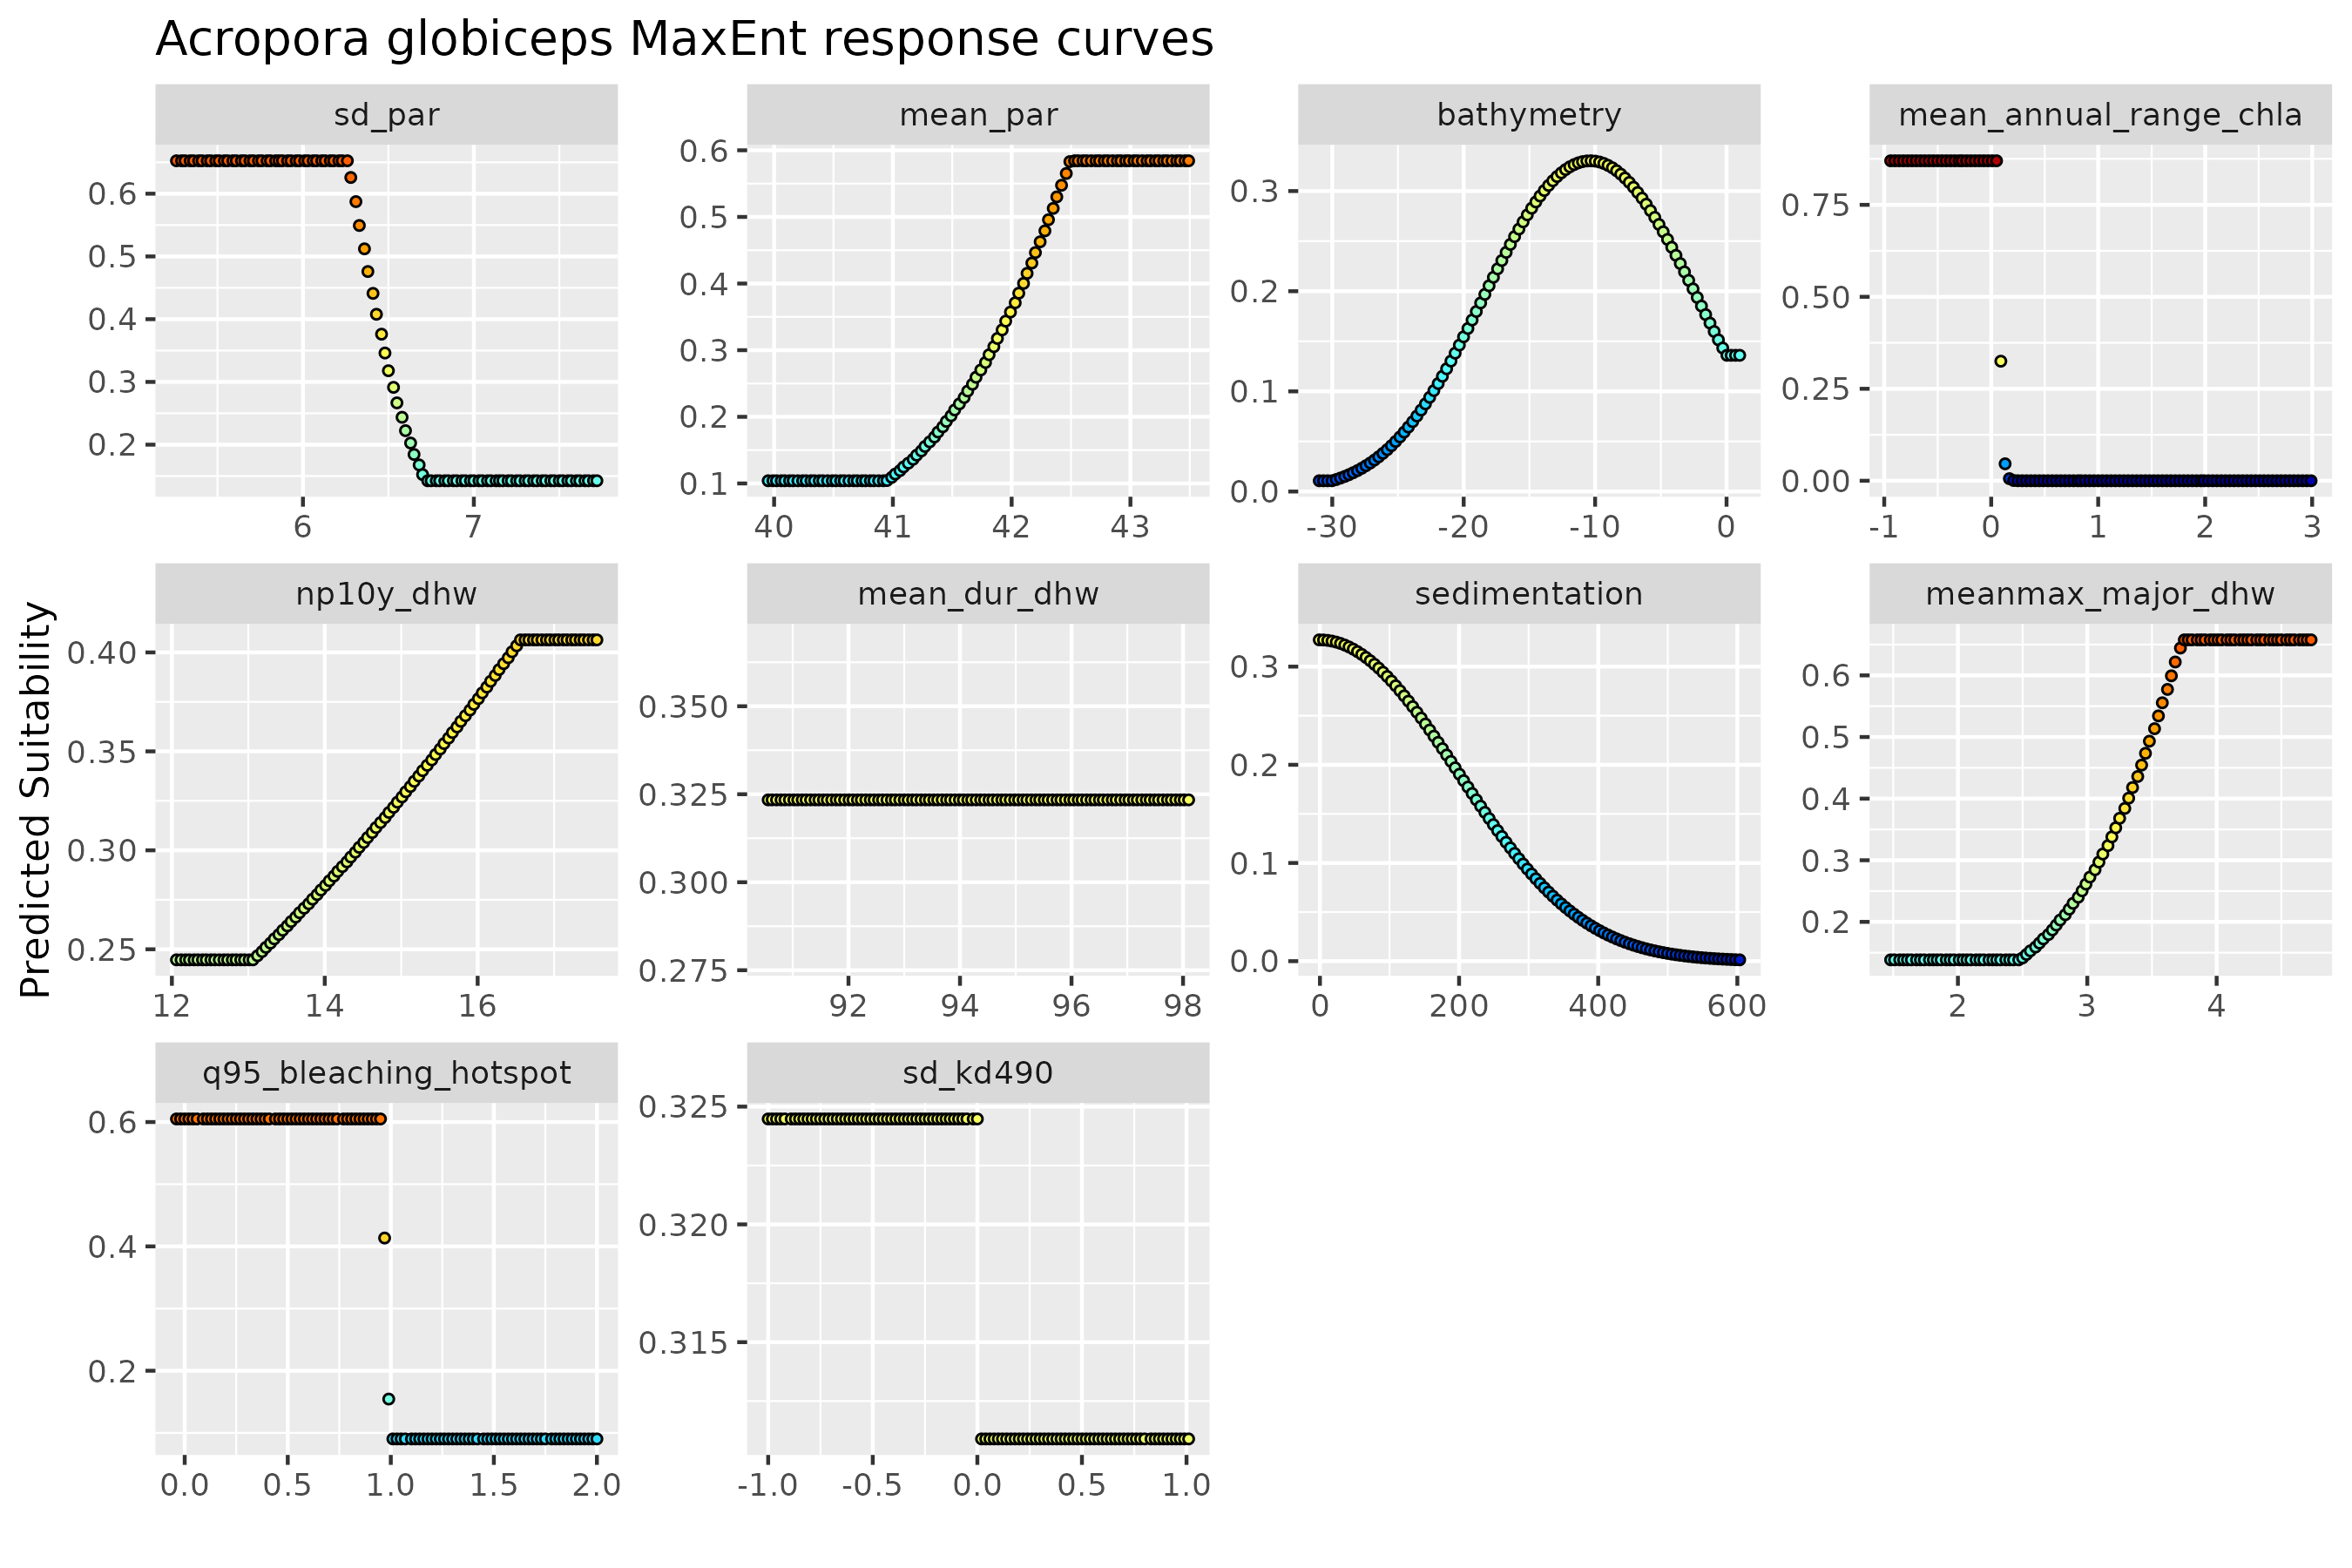 Acropora globiceps MaxEnt response curves
Predicted Suitability
sd_par
0.6
0.5
0.4
0.3
0.2
6 7
mean_par
0.6
0.5
0.4
0.3
0.2
0.1
40 41 42 43
bathymetry
0.3
0.2
0.1
0.0
-30 -20 -10 0
mean_annual_range_chla
0.75
0.50
0.25
0.00
-1 0 1 2 3
np10y_dhw
0.40
0.35
0.30
0.25
12 14 16
mean_dur_dhw
0.350
0.325
0.300
0.275
92 94 96 98
sedimentation
0.3
0.2
0.1
0.0
0 200 400 600
meanmax_major_dhw
0.6
0.5
0.4
0.3
0.2
2 3 4
q95_bleaching_hotspot
0.6
0.4
0.2
0.0 0.5 1.0 1.5 2.0
sd_kd490
0.325
0.320
0.315
-1.0 -0.5 0.0 0.5 1.0